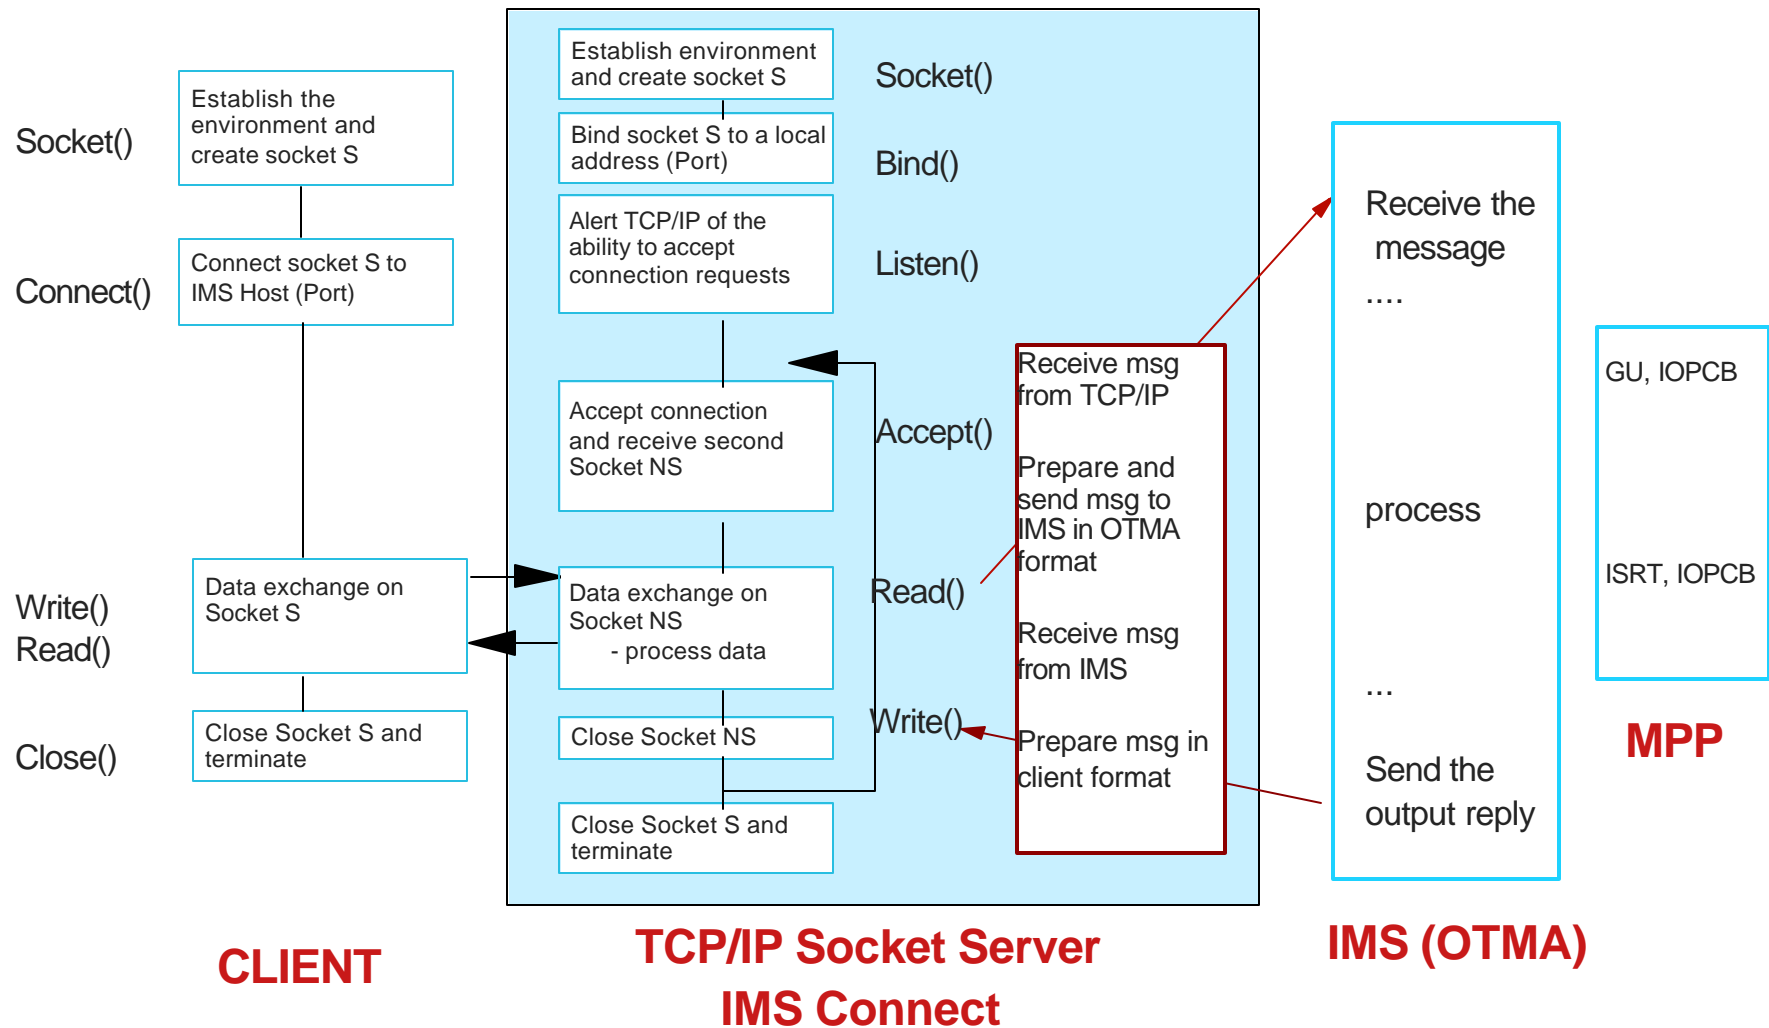 Socket()
Establish the
environment and
create socket S
Connect()
Connect socket S to
IMS Host (Port)
Write()
Read()
Data exchange on
Socket S
Close()
Close Socket S and
terminate
CLIENT
Establish environment
and create socket S
Socket()
Bind socket S to a local
address (Port)
Bind()
Alert TCP/IP of the
ability to accept
connection requests
Listen()
Accept connection
and receive second
Socket NS
Accept()
Data exchange on
Socket NS
- process data
Read()
Close Socket NS
Write()
Close Socket S and
terminate
Receive msg
from TCP/IP
Prepare and
send msg to
IMS in OTMA
format
Receive msg
from IMS
Prepare msg in
client format
TCP/IP Socket Server
IMS Connect
Receive the
message
....
process
...
Send the
output reply
IMS (OTMA)
GU, IOPCB
ISRT, IOPCB
MPP